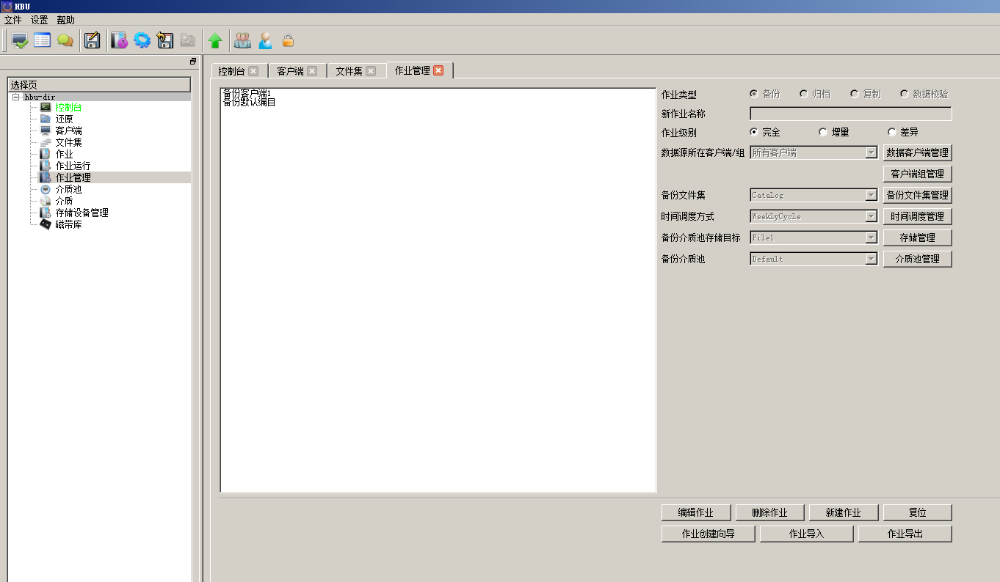 HBU
文件 设置 帮助
选择页
hbu-dir
控制台
还原
客户端
文件集
作业
作业运行
作业管理
介质池
介质
存储设备管理
磁带库
控制台 客户端 文件集 作业管理
备份客户端1
备份默认编目
作业类型 备份 归档 复制 数据校验
新作业名称
作业级别 完全 增量 差异
数据源所在客户端/组 所有客户端 数据客户端管理
客户端组管理
备份文件集 Catalog 备份文件集管理
时间调度方式 WeeklyCycle 时间调度管理
备份介质池存储目标 File1 存储管理
备份介质池 Default 介质池管理
编辑作业 删除作业 新建作业 复位
作业创建向导 作业导入 作业导出